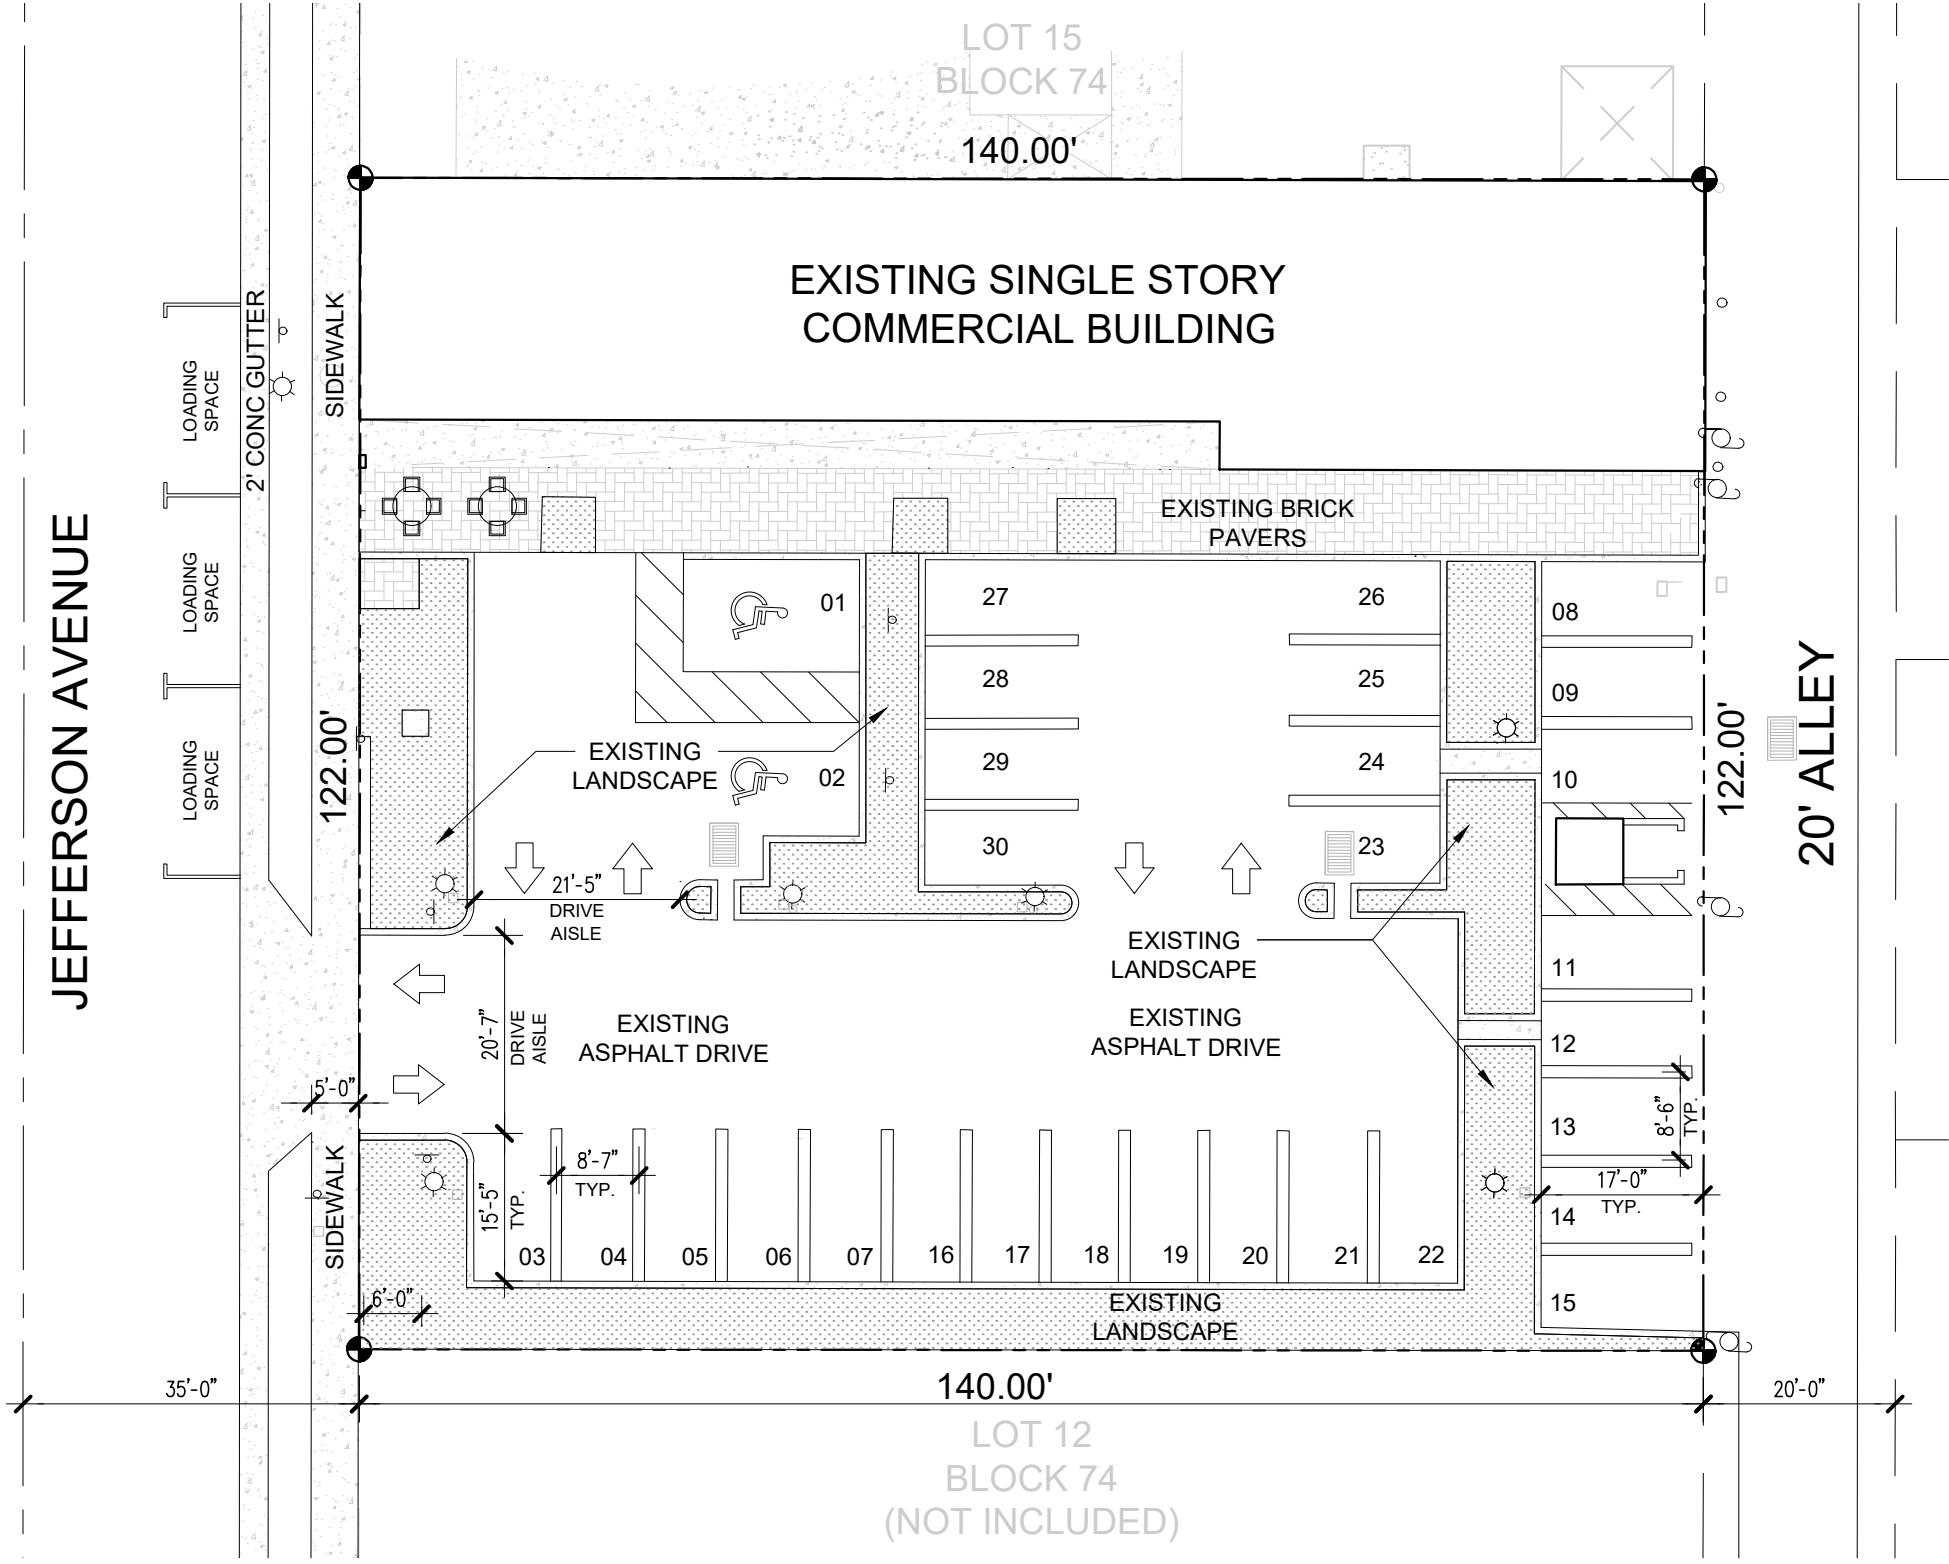 LOT 15
BLOCK 74
140.00'
EXISTING SINGLE STORY
COMMERCIAL BUILDING
2' CONC GUTTER
SIDEWALK
LOADING
SPACE
LOADING
SPACE
LOADING
SPACE
JEFFERSON AVENUE
122.00'
EXISTING BRICK
PAVERS
01
02
EXISTING
LANDSCAPE
27
28
29
30
26
25
24
23
08
09
10
11
12
13
14
15
122.00'
20' ALLEY
21'-5"
DRIVE
AISLE
20'-7"
DRIVE
AISLE
EXISTING
ASPHALT DRIVE
EXISTING
LANDSCAPE
EXISTING
ASPHALT DRIVE
5'-0"
SIDEWALK
15'-5"
TYP.
8'-7"
TYP.
8'-6"
TYP.
17'-0"
TYP.
03
04
05
06
07
16
17
18
19
20
21
22
6'-0"
EXISTING
LANDSCAPE
35'-0"
140.00'
20'-0"
LOT 12
BLOCK 74
(NOT INCLUDED)